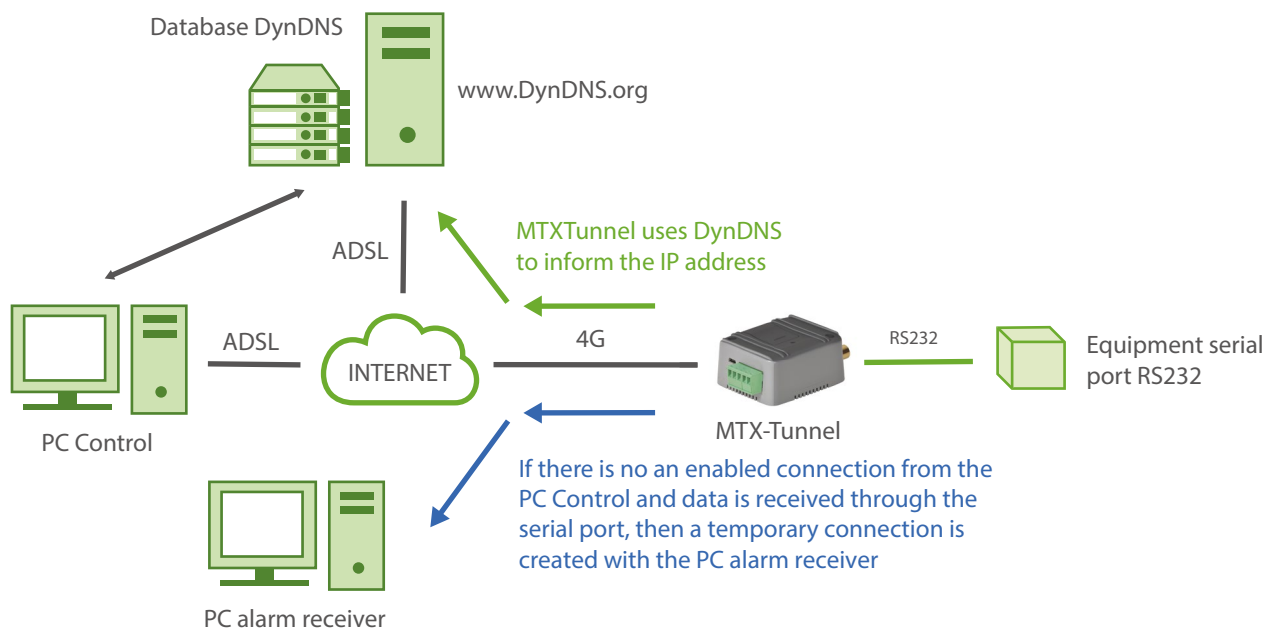 Database DynDNS
www.DynDNS.org
ADSL
MTXTunnel uses DynDNS
to inform the IP address
ADSL
INTERNET
4G
RS232
Equipment serial
port RS232
PC Control
MTX-Tunnel
If there is no an enabled connection from the
PC Control and data is received through the
serial port, then a temporary connection is
created with the PC alarm receiver
PC alarm receiver